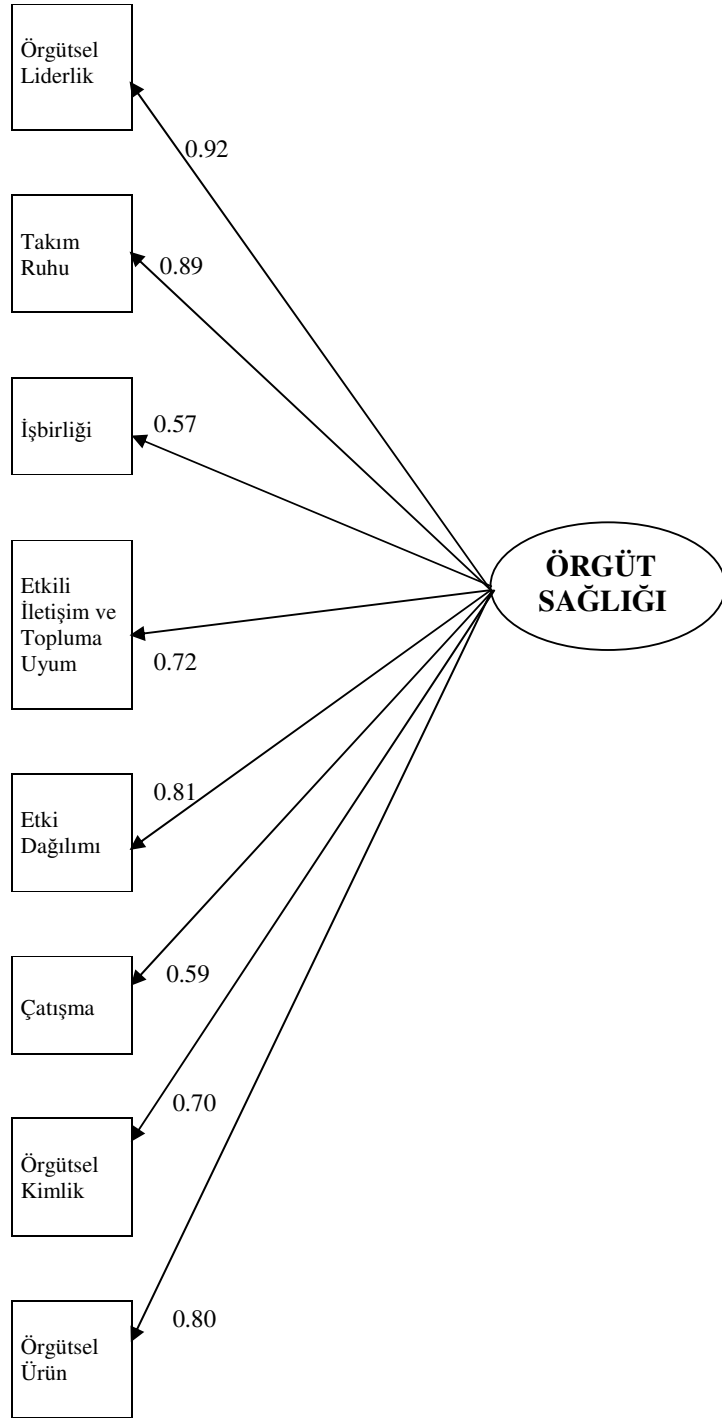 Örgütsel
Liderlik
0.92
Takım
Ruhu
0.89
İşbirliği
0.57
Etkili
İletişim ve
Topluma
Uyum
0.72
ÖRGÜT
SAĞLIĞI
Etki
Dağılımı
0.81
Çatışma
0.59
Örgütsel
Kimlik
0.70
Örgütsel
Ürün
0.80